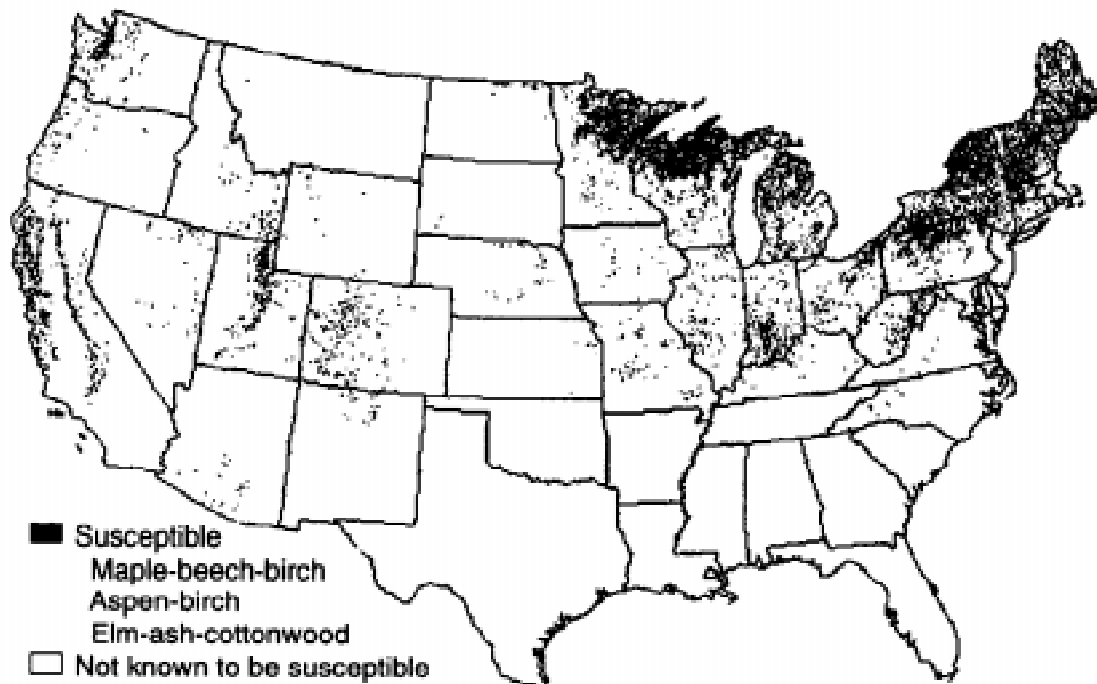 Susceptible
Maple-beech-birch
Aspen-birch
Elm-ash-cottonwood
Not known to be susceptible